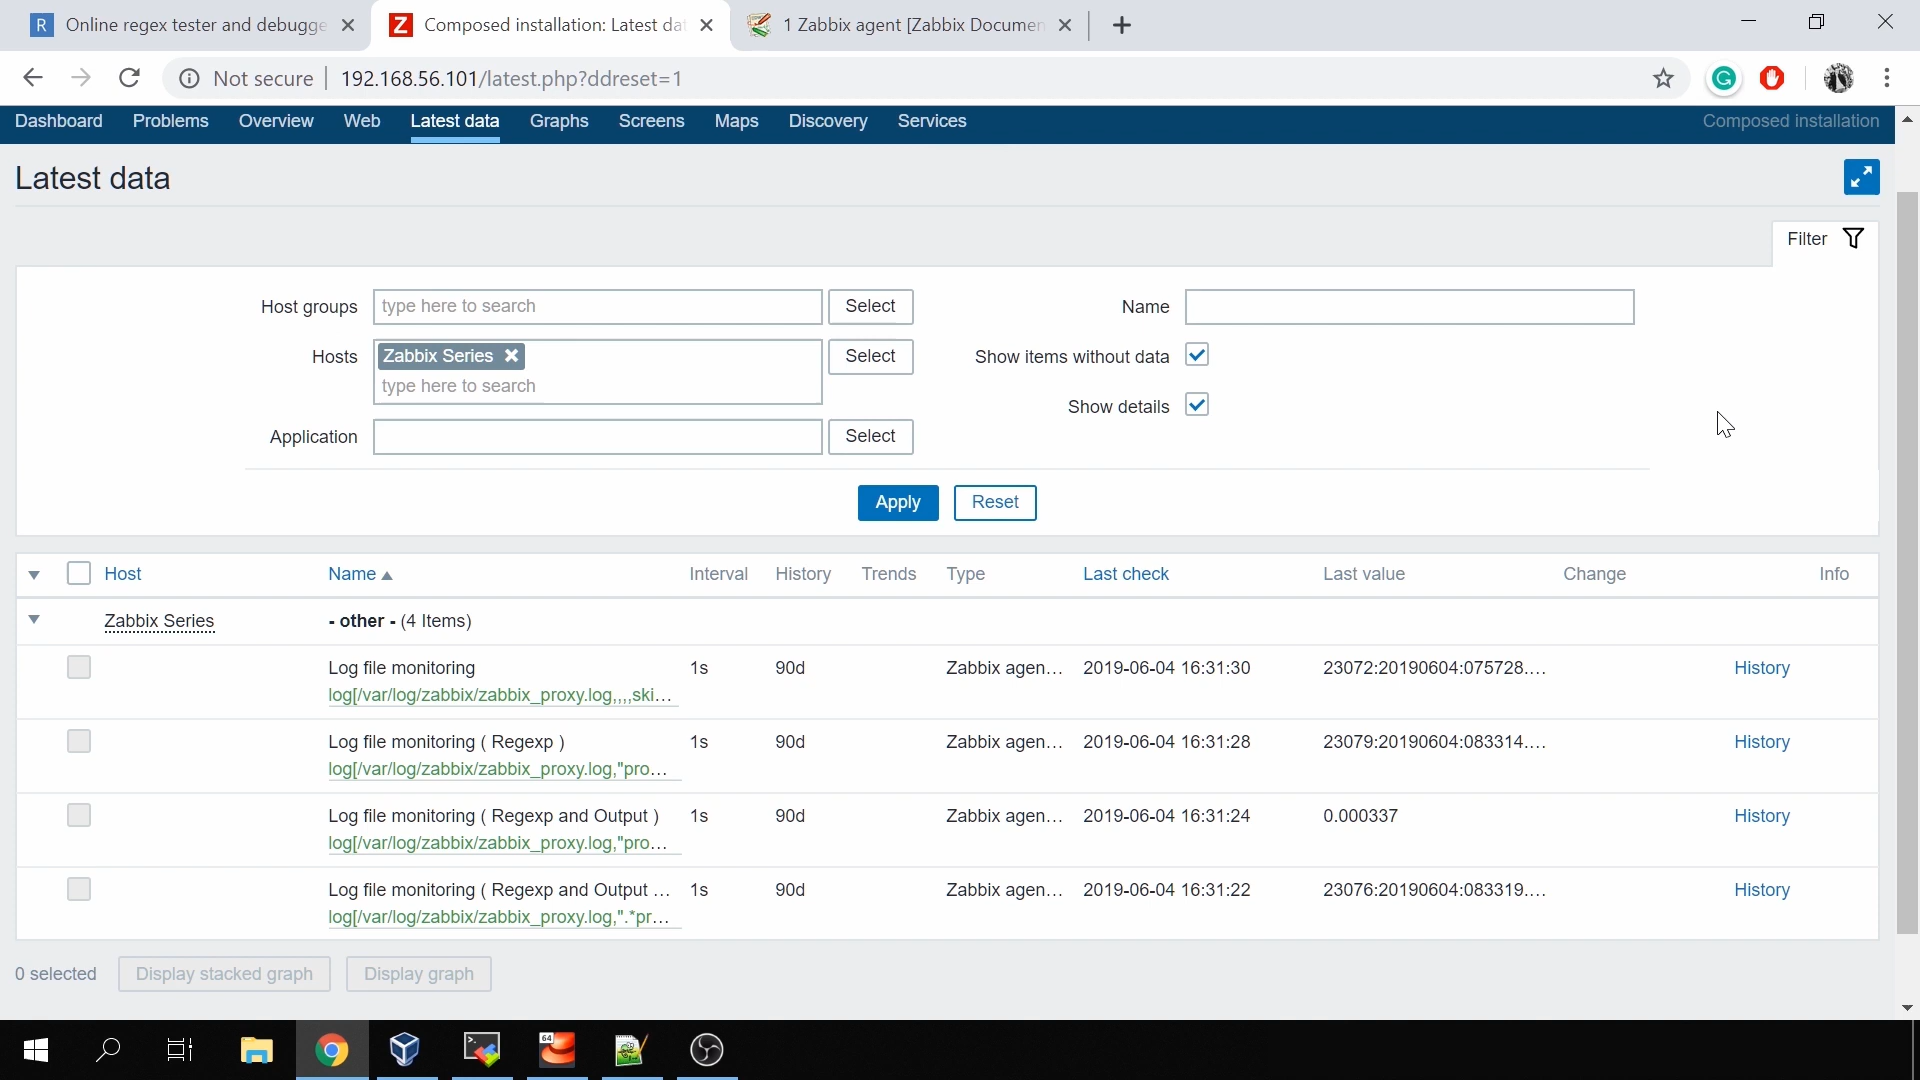 Online regex tester and debugge
Composed installation: Latest dat
1 Zabbix agent [Zabbix Documen
Not secure
192.168.56.101/latest.php?ddreset=1
Dashboard Problems Overview Web Latest data Graphs Screens Maps Discovery Services Composed installation
Latest data
Filter
Host groups type here to search Select Name
Hosts Zabbix Series Select Show items without data
type here to search
Show details
Application Select
Apply Reset
Host Name Interval History Trends Type Last check Last value Change Info
Zabbix Series - other - (4 Items)
Log file monitoring 1s 90d Zabbix agen... 2019-06-04 16:31:30 23072:20190604:075728.... History
log[/var/log/zabbix/zabbix_proxy.log,,,,ski...
Log file monitoring ( Regexp ) 1s 90d Zabbix agen... 2019-06-04 16:31:28 23079:20190604:083314.... History
log[/var/log/zabbix/zabbix_proxy.log,"pro...
Log file monitoring ( Regexp and Output ) 1s 90d Zabbix agen... 2019-06-04 16:31:24 0.000337 History
log[/var/log/zabbix/zabbix_proxy.log,"pro...
Log file monitoring ( Regexp and Output ... 1s 90d Zabbix agen... 2019-06-04 16:31:22 23076:20190604:083319.... History
log[/var/log/zabbix/zabbix_proxy.log,".*pr...
0 selected Display stacked graph Display graph